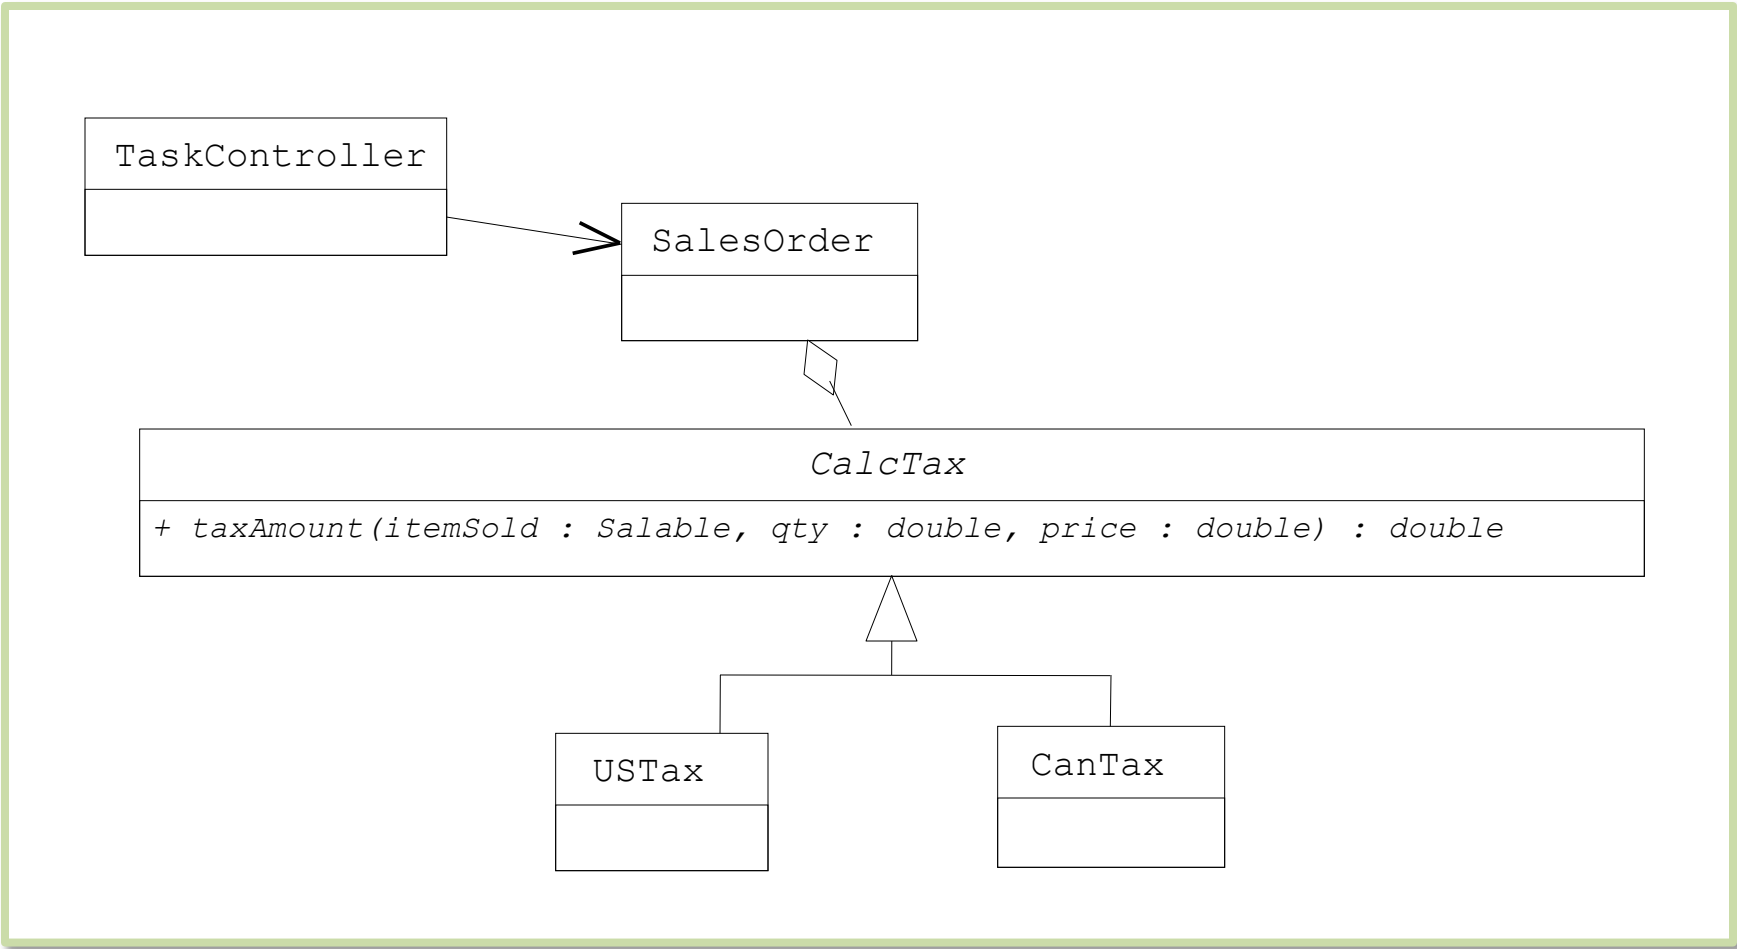 TaskController
SalesOrder
CalcTax
+ taxAmount(itemSold : Salable, qty : double, price : double) : double
USTax
CanTax